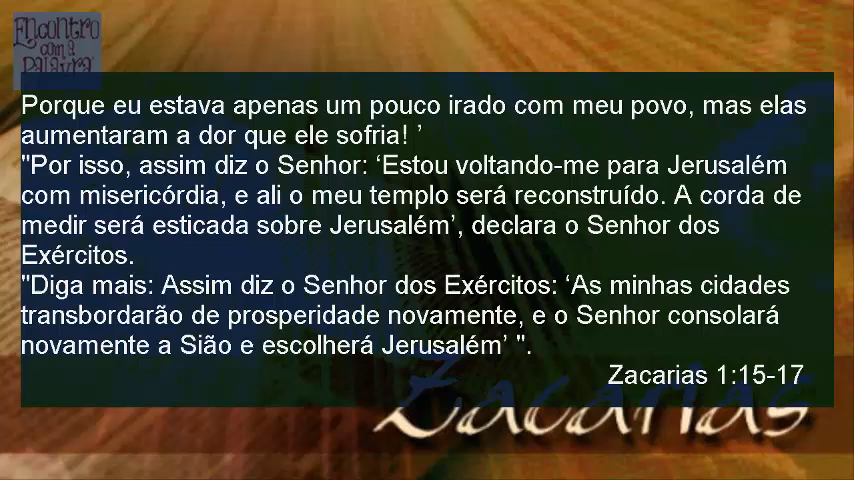 Encontro
com a
Palavra
Porque eu estava apenas um pouco irado com meu povo, mas elas
aumentaram a dor que ele sofria! ’
"Por isso, assim diz o Senhor: ‘Estou voltando-me para Jerusalém
com misericórdia, e ali o meu templo será reconstruído. A corda de
medir será esticada sobre Jerusalém’, declara o Senhor dos
Exércitos.
"Diga mais: Assim diz o Senhor dos Exércitos: ‘As minhas cidades
transbordarão de prosperidade novamente, e o Senhor consolará
novamente a Sião e escolherá Jerusalém’ ".
Zacarias 1:15-17
Zacarias